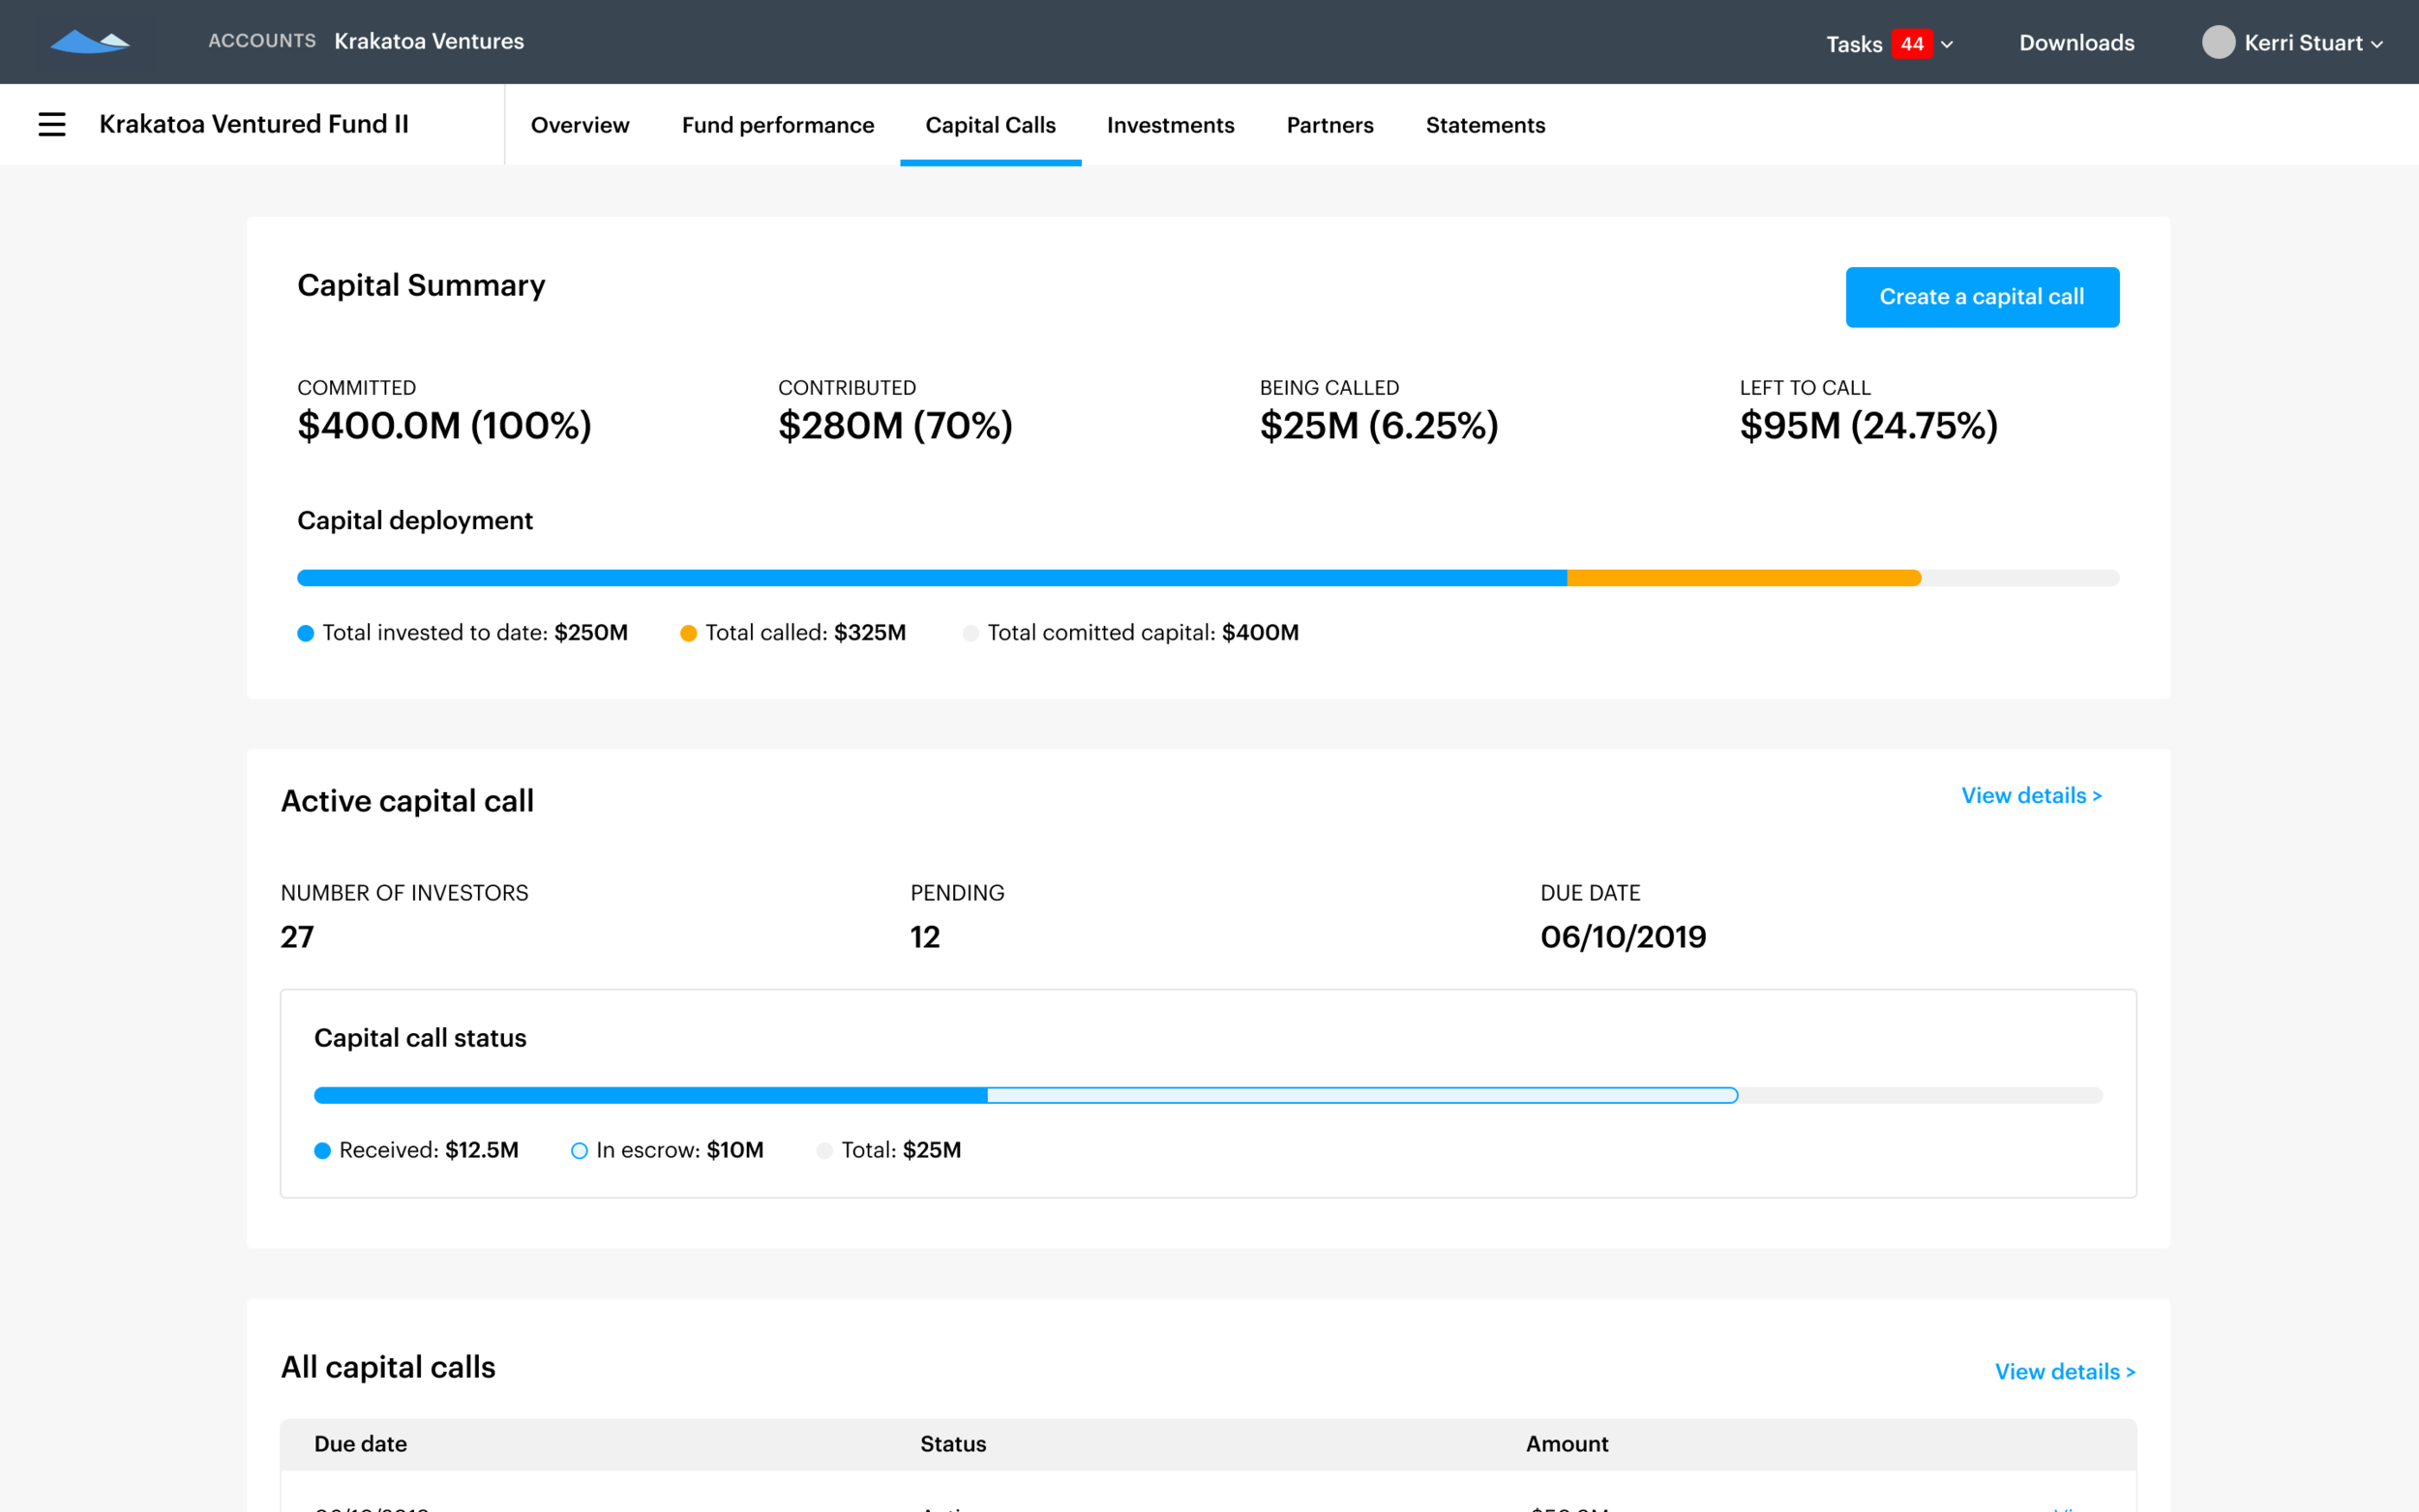 ACCOUNTS Krakatoa Ventures Tasks 44 Downloads Kerri Stuart
Krakatoa Ventured Fund II Overview Fund performance Capital Calls Investments Partners Statements
Capital Summary Create a capital call
COMMITTED CONTRIBUTED BEING CALLED LEFT TO CALL
$400.0M (100%) $280M (70%) $25M (6.25%) $95M (24.75%)
Capital deployment
Total invested to date: $250M Total called: $325M Total comitted capital: $400M
Active capital call View details >
NUMBER OF INVESTORS PENDING DUE DATE
27 12 06/10/2019
Capital call status
Received: $12.5M In escrow: $10M Total: $25M
All capital calls View details >
Due date Status Amount